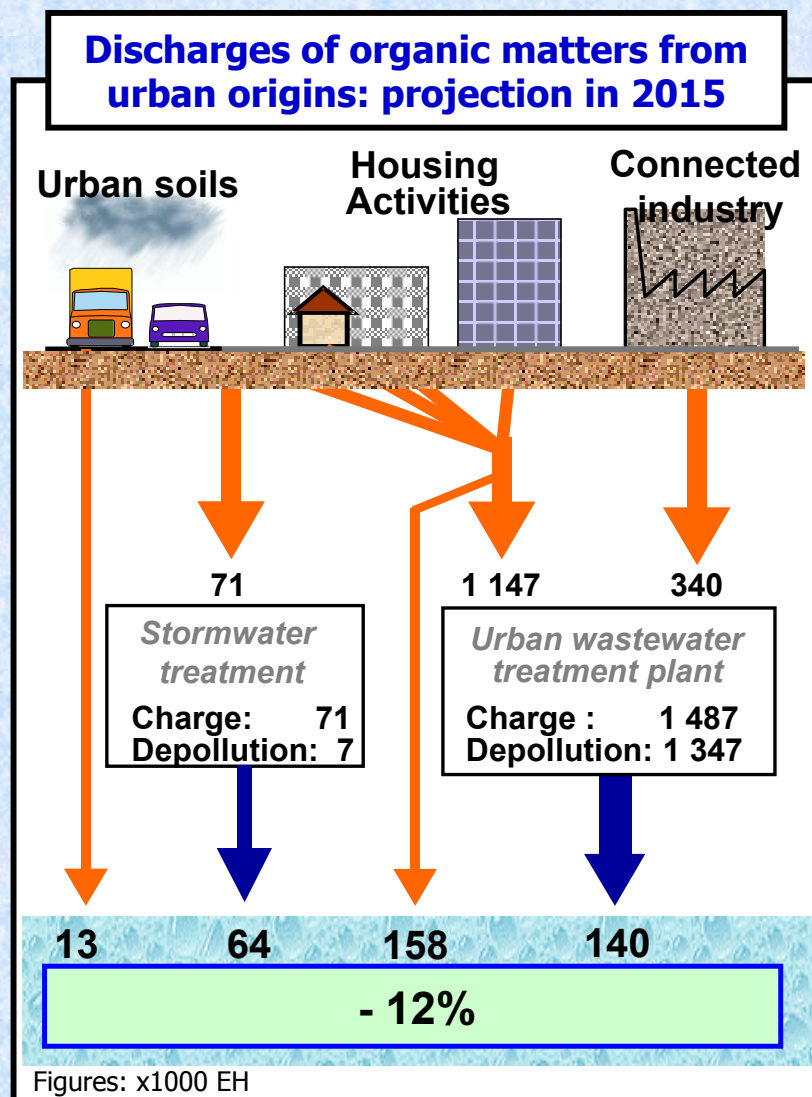 Discharges of organic matters from
urban origins: projection in 2015
Urban soils
Housing
Activities
Connected
industry
71
1 147
340
Stormwater
treatment
Charge: 71
Depollution: 7
Urban wastewater
treatment plant
Charge : 1 487
Depollution: 1 347
13
64
158
140
- 12%
Figures: x1000 EH